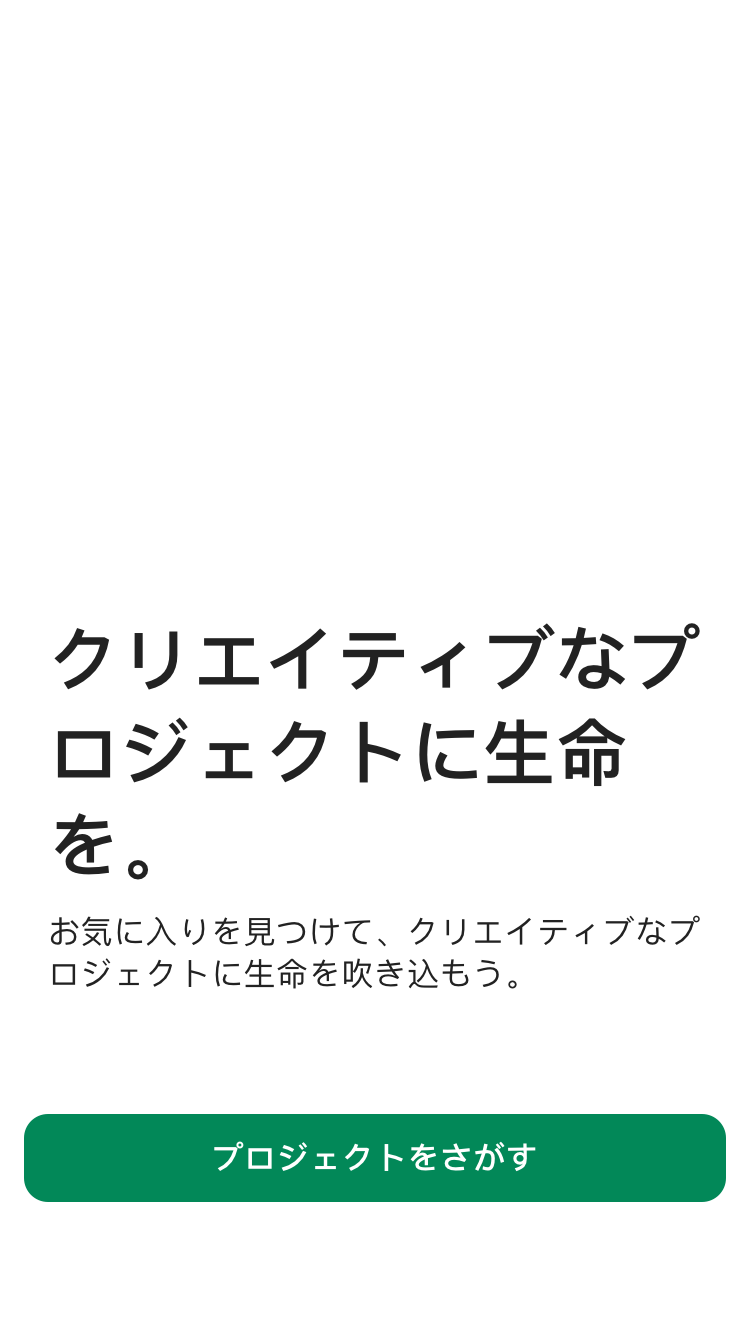 クリエイティブなプ
ロジェクトに生命
を。
お気に入りを見つけて、クリエイティブなプ
ロジェクトに生命を吹き込もう。
プロジェクトをさがす